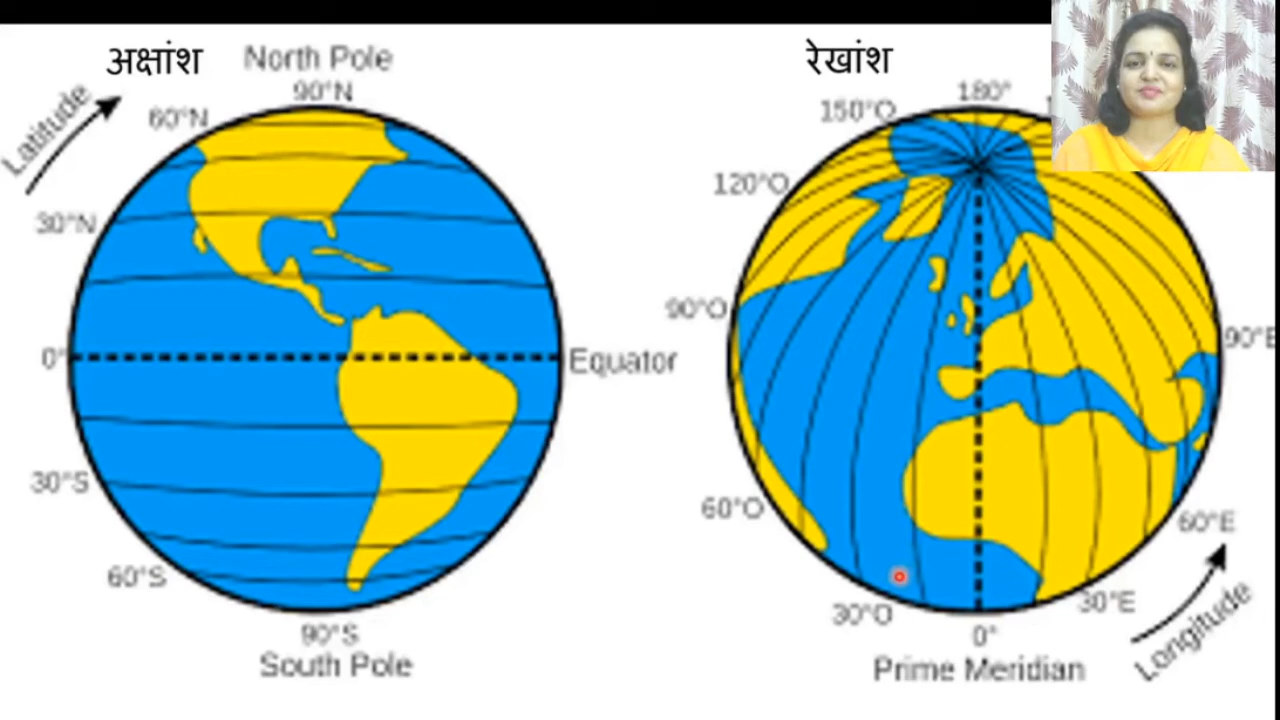 अक्षांश
North Pole
90°N
Latitude
60°N
30°N
0°
Equator
30°S
60°S
90°S
South Pole
रेखांश
180°
150°O
120°O
90°O
90°E
60°O
60°E
30°O
30°E
0°
Prime Meridian
Longitude